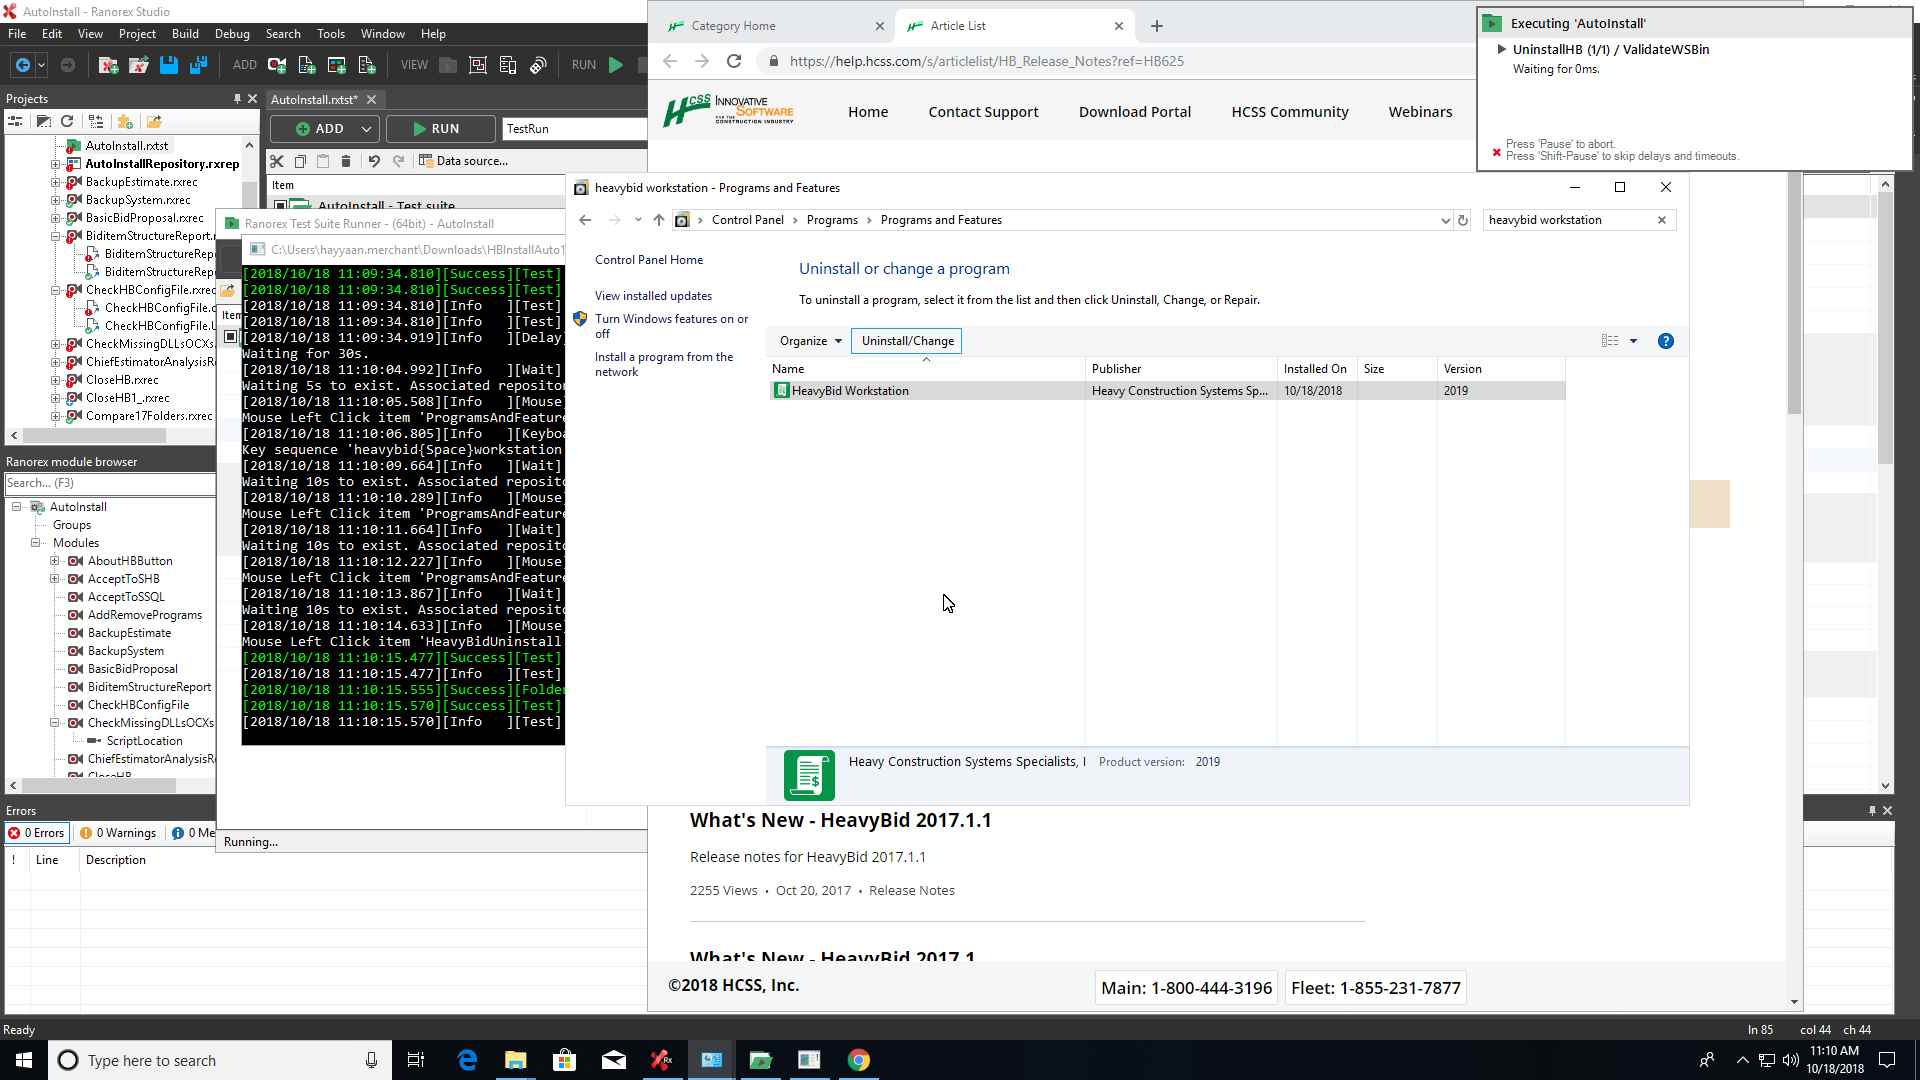 AutoInstall - Ranorex Studio
File Edit View Project Build Debug Search Tools Window Help
ADD VIEW RUN
Projects
AutoInstall.rxtst
AutoInstallRepository.rxrep
BackupEstimate.rxrec
BackupSystem.rxrec
BasicBidProposal.rxrec
BiditemStructureReport.
BiditemStructureRepo
BiditemStructureRepo
CheckHBConfigFile.rxrec
CheckHBConfigFile.
CheckHBConfigFile.U
CheckMissingDLLsOCXs.
ChiefEstimatorAnalysisR
CloseHB.rxrec
CloseHB1_.rxrec
Compare17Folders.rxrec
Ranorex module browser
Search... (F3)
AutoInstall
Groups
Modules
AboutHBButton
AcceptToSHB
AcceptToSSQL
AddRemovePrograms
BackupEstimate
BackupSystem
BasicBidProposal
BiditemStructureReport
CheckHBConfigFile
CheckMissingDLLsOCXs
ScriptLocation
ChiefEstimatorAnalysisR
CloseHB
Errors
0 Errors 0 Warnings 0 Me
! Line Description
Ready
AutoInstall.rxtst*
ADD RUN TestRun
Data source...
Item
AutoInstall - Test suite
Ranorex Test Suite Runner - (64bit) - AutoInstall
Item
Running...
C:\Users\hayyaan.merchant\Downloads\HBInstallAuto1
[2018/10/18 11:09:34.810][Success][Test]
[2018/10/18 11:09:34.810][Success][Test]
[2018/10/18 11:09:34.810][Info ][Test]
[2018/10/18 11:09:34.810][Info ][Test]
[2018/10/18 11:09:34.919][Info ][Delay]
Waiting for 30s.
[2018/10/18 11:10:04.992][Info ][Wait]
Waiting 5s to exist. Associated reposito
[2018/10/18 11:10:05.508][Info ][Mouse]
Mouse Left Click item 'ProgramsAndFeature
[2018/10/18 11:10:06.805][Info ][Keyboa
Key sequence 'heavybid{Space}workstation
[2018/10/18 11:10:09.664][Info ][Wait]
Waiting 10s to exist. Associated reposito
[2018/10/18 11:10:10.289][Info ][Mouse]
Mouse Left Click item 'ProgramsAndFeature
[2018/10/18 11:10:11.664][Info ][Wait]
Waiting 10s to exist. Associated reposito
[2018/10/18 11:10:12.227][Info ][Mouse]
Mouse Left Click item 'ProgramsAndFeature
[2018/10/18 11:10:13.867][Info ][Wait]
Waiting 10s to exist. Associated reposito
[2018/10/18 11:10:14.633][Info ][Mouse]
Mouse Left Click item 'HeavyBidUninstall
[2018/10/18 11:10:15.477][Success][Test]
[2018/10/18 11:10:15.477][Info ][Test]
[2018/10/18 11:10:15.555][Success][Folder
[2018/10/18 11:10:15.570][Success][Test]
[2018/10/18 11:10:15.570][Info ][Test]
Category Home
Article List
https://help.hcss.com/s/articlelist/HB_Release_Notes?ref=HB625
HCSS INNOVATIVE SOFTWARE FOR THE CONSTRUCTION INDUSTRY
Home Contact Support Download Portal HCSS Community Webinars
Executing 'AutoInstall'
UninstallHB (1/1) / ValidateWSBin
Waiting for 0ms.
Press 'Pause' to abort.
Press 'Shift-Pause' to skip delays and timeouts.
heavybid workstation - Programs and Features
Control Panel Programs Programs and Features
heavybid workstation
Control Panel Home
View installed updates
Turn Windows features on or off
Install a program from the network
Uninstall or change a program
To uninstall a program, select it from the list and then click Uninstall, Change, or Repair.
Organize Uninstall/Change
Name Publisher Installed On Size Version
HeavyBid Workstation Heavy Construction Systems Sp... 10/18/2018 2019
Heavy Construction Systems Specialists, I Product version: 2019
What's New - HeavyBid 2017.1.1
Release notes for HeavyBid 2017.1.1
2255 Views • Oct 20, 2017 • Release Notes
What's New - HeavyBid 2017.1
©2018 HCSS, Inc.
Main: 1-800-444-3196
Fleet: 1-855-231-7877
ln 85 col 44 ch 44
Type here to search
11:10 AM
10/18/2018